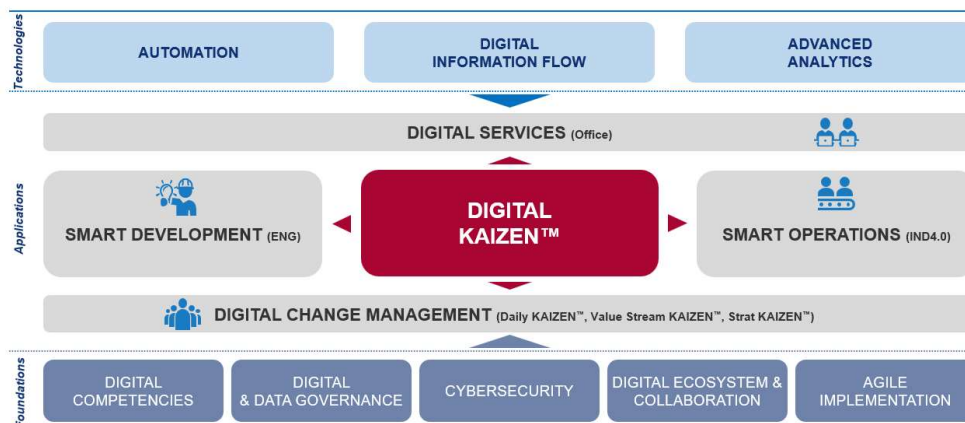 Technologies
AUTOMATION
DIGITAL
INFORMATION FLOW
ADVANCED
ANALYTICS
Applications
DIGITAL SERVICES (Office)
SMART DEVELOPMENT (ENG)
DIGITAL
KAIZEN™
SMART OPERATIONS (IND4.0)
DIGITAL CHANGE MANAGEMENT (Daily KAIZEN™, Value Stream KAIZEN™, Strat KAIZEN™)
Foundations
DIGITAL
COMPETENCIES
DIGITAL
& DATA GOVERNANCE
CYBERSECURITY
DIGITAL ECOSYSTEM &
COLLABORATION
AGILE
IMPLEMENTATION